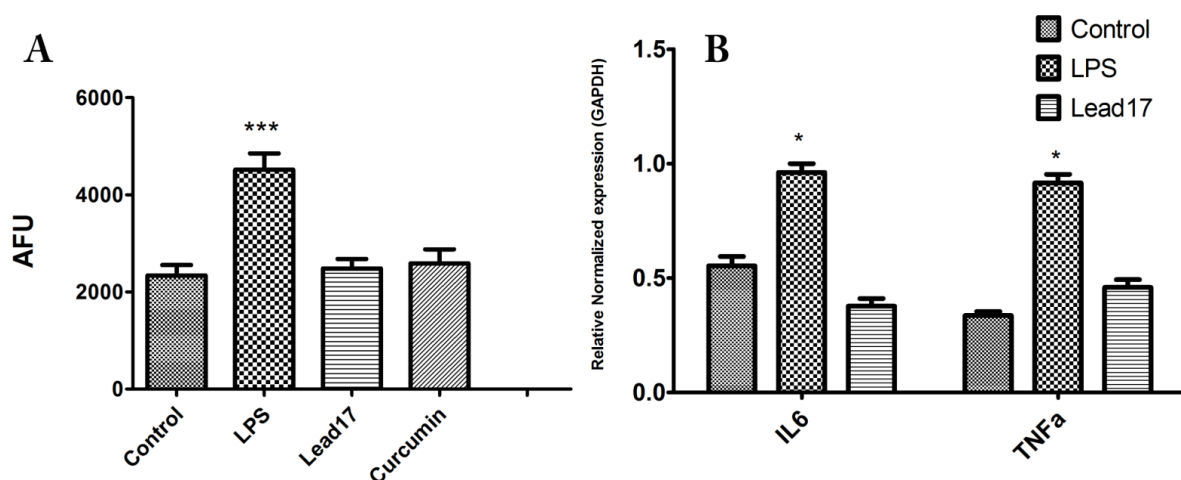 A
AFU
6000
4000
2000
0
***
Control
LPS
Lead17
Curcumin
B
Relative Normalized expression (GAPDH)
1.5
1.0
0.5
0.0
*
*
IL6
TNFa
Control
LPS
Lead17